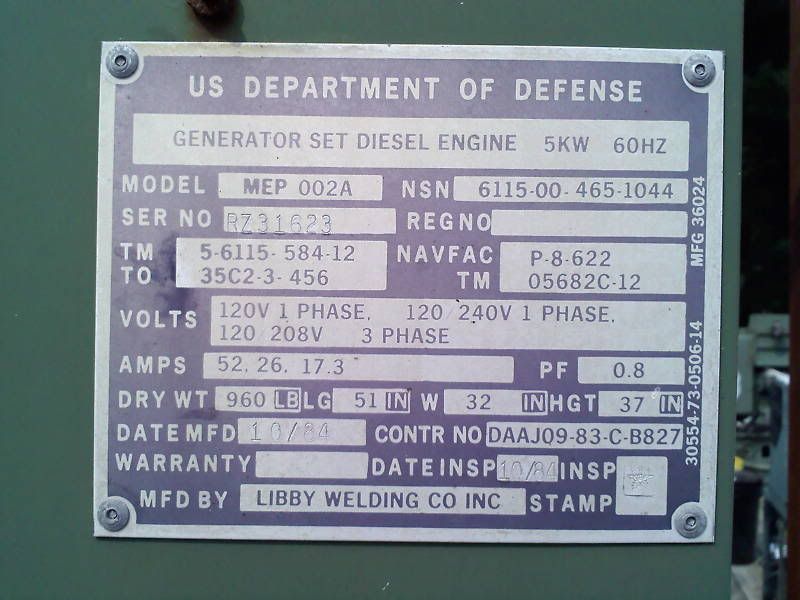 US DEPARTMENT OF DEFENSE
GENERATOR SET DIESEL ENGINE 5KW 60HZ
MODEL MEP 002A NSN 6115-00-465-1044
SER NO RZ31623 REG NO
TM 5-6115-584-12 NAVFAC P-8-622
TO 35C2-3-456 TM 05682C-12
VOLTS 120V 1 PHASE, 120/240V 1 PHASE,
120/208V 3 PHASE
AMPS 52, 26, 17.3 PF 0.8
DRY WT 960 LB LG 51 IN W 32 IN HGT 37 IN
DATE MFD 10/84 CONTR NO DAAJ09-83-C-B827
WARRANTY DATE INSP 10/84 INSP
MFD BY LIBBY WELDING CO INC STAMP
30554-73-0506-14 MFG 36024